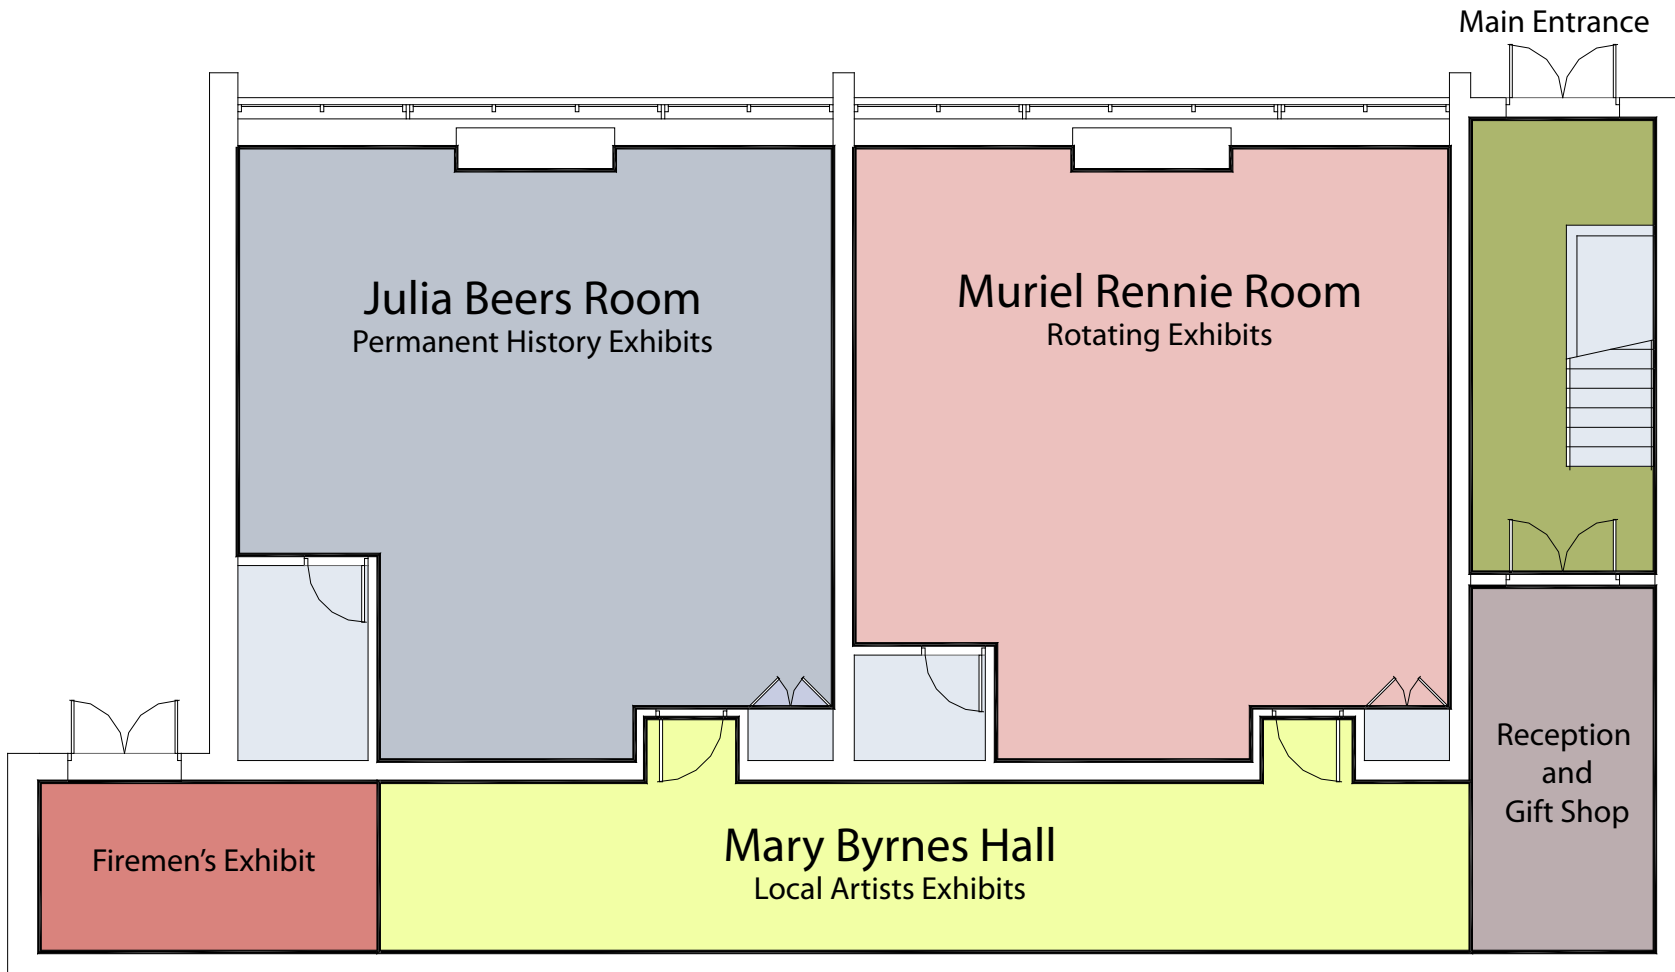 Main Entrance
Julia Beers Room
Permanent History Exhibits
Muriel Rennie Room
Rotating Exhibits
Reception
and
Gift Shop
Firemen’s Exhibit
Mary Byrnes Hall
Local Artists Exhibits